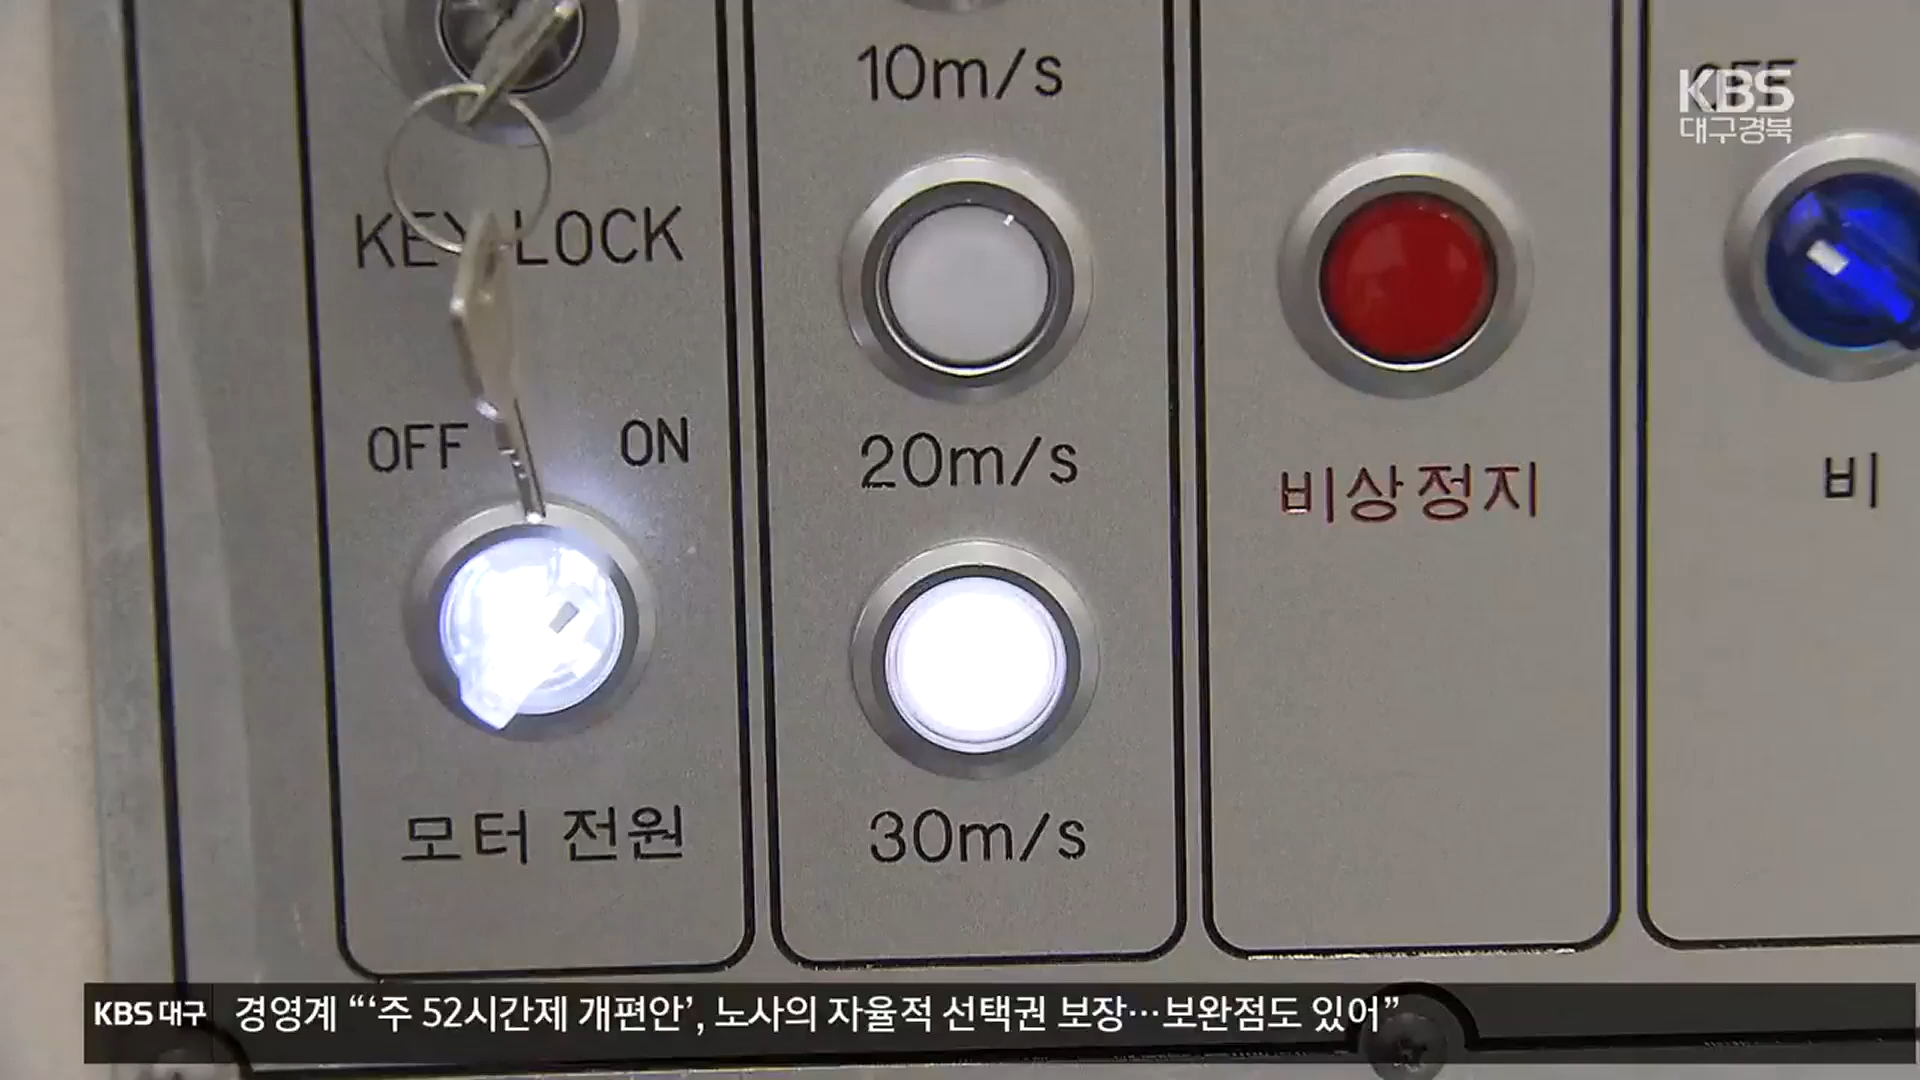 10m/s
OFF
KBS
대구경북
KEY LOCK
OFF ON
20m/s
비상정지
비
모터 전원
30m/s
KBS 대구 경영계 “‘주 52시간제 개편안’, 노사의 자율적 선택권 보장…보완점도 있어”